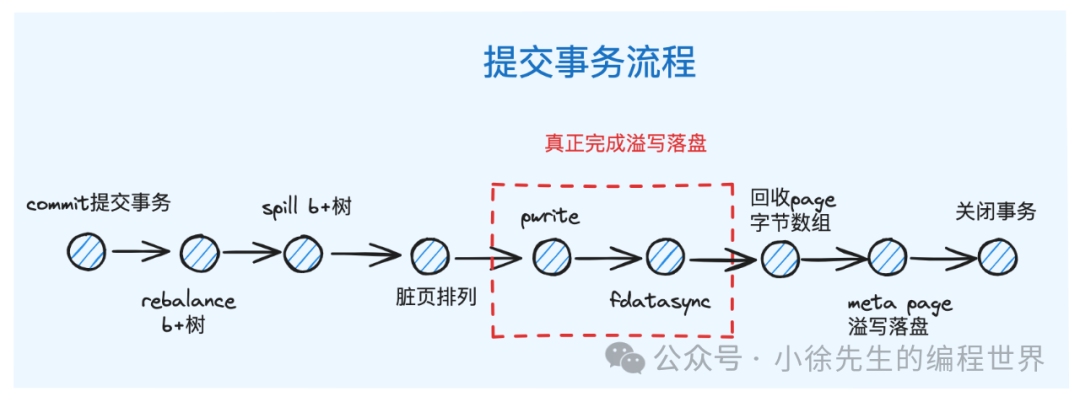 提交事务流程
真正完成溢写落盘
commit提交事务
rebalance
b+树
spill b+树
脏页排列
pwrite
fdatasync
回收page
字节数组
meta page
溢写落盘
关闭事务
公众号 · 小徐先生的编程世界